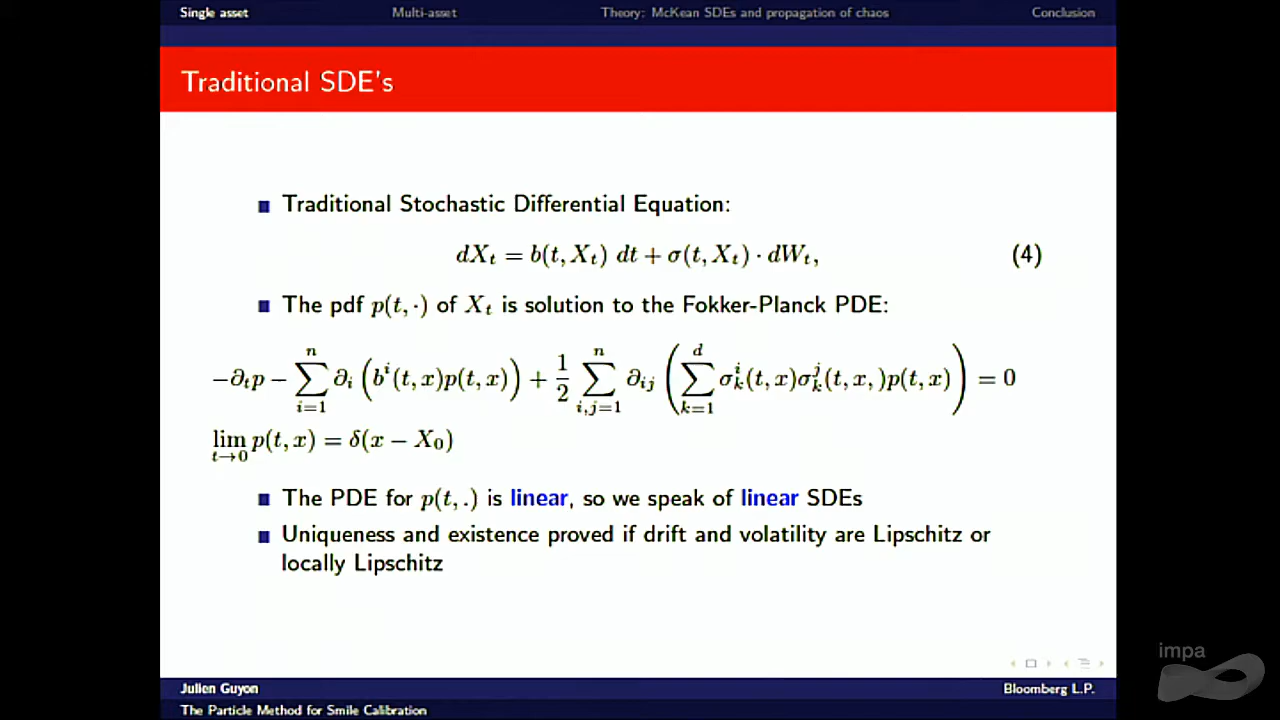 Single asset Multi-asset Theory: McKean SDEs and propagation of chaos Conclusion
Traditional SDE's
Traditional Stochastic Differential Equation:
dX_t = b(t, X_t) dt + σ(t, X_t) · dW_t, (4)
The pdf p(t, ·) of X_t is solution to the Fokker-Planck PDE:
−∂_t p − ∑_{i=1}^{n} ∂_i (b^i(t, x)p(t, x)) + 1/2 ∑_{i,j=1}^{n} ∂_{ij} (∑_{k=1}^{d} σ_k^i(t, x)σ_k^j(t, x, )p(t, x)) = 0
lim_{t→0} p(t, x) = δ(x − X_0)
The PDE for p(t, .) is linear, so we speak of linear SDEs
Uniqueness and existence proved if drift and volatility are Lipschitz or
locally Lipschitz
impa
Julien Guyon Bloomberg L.P.
The Particle Method for Smile Calibration